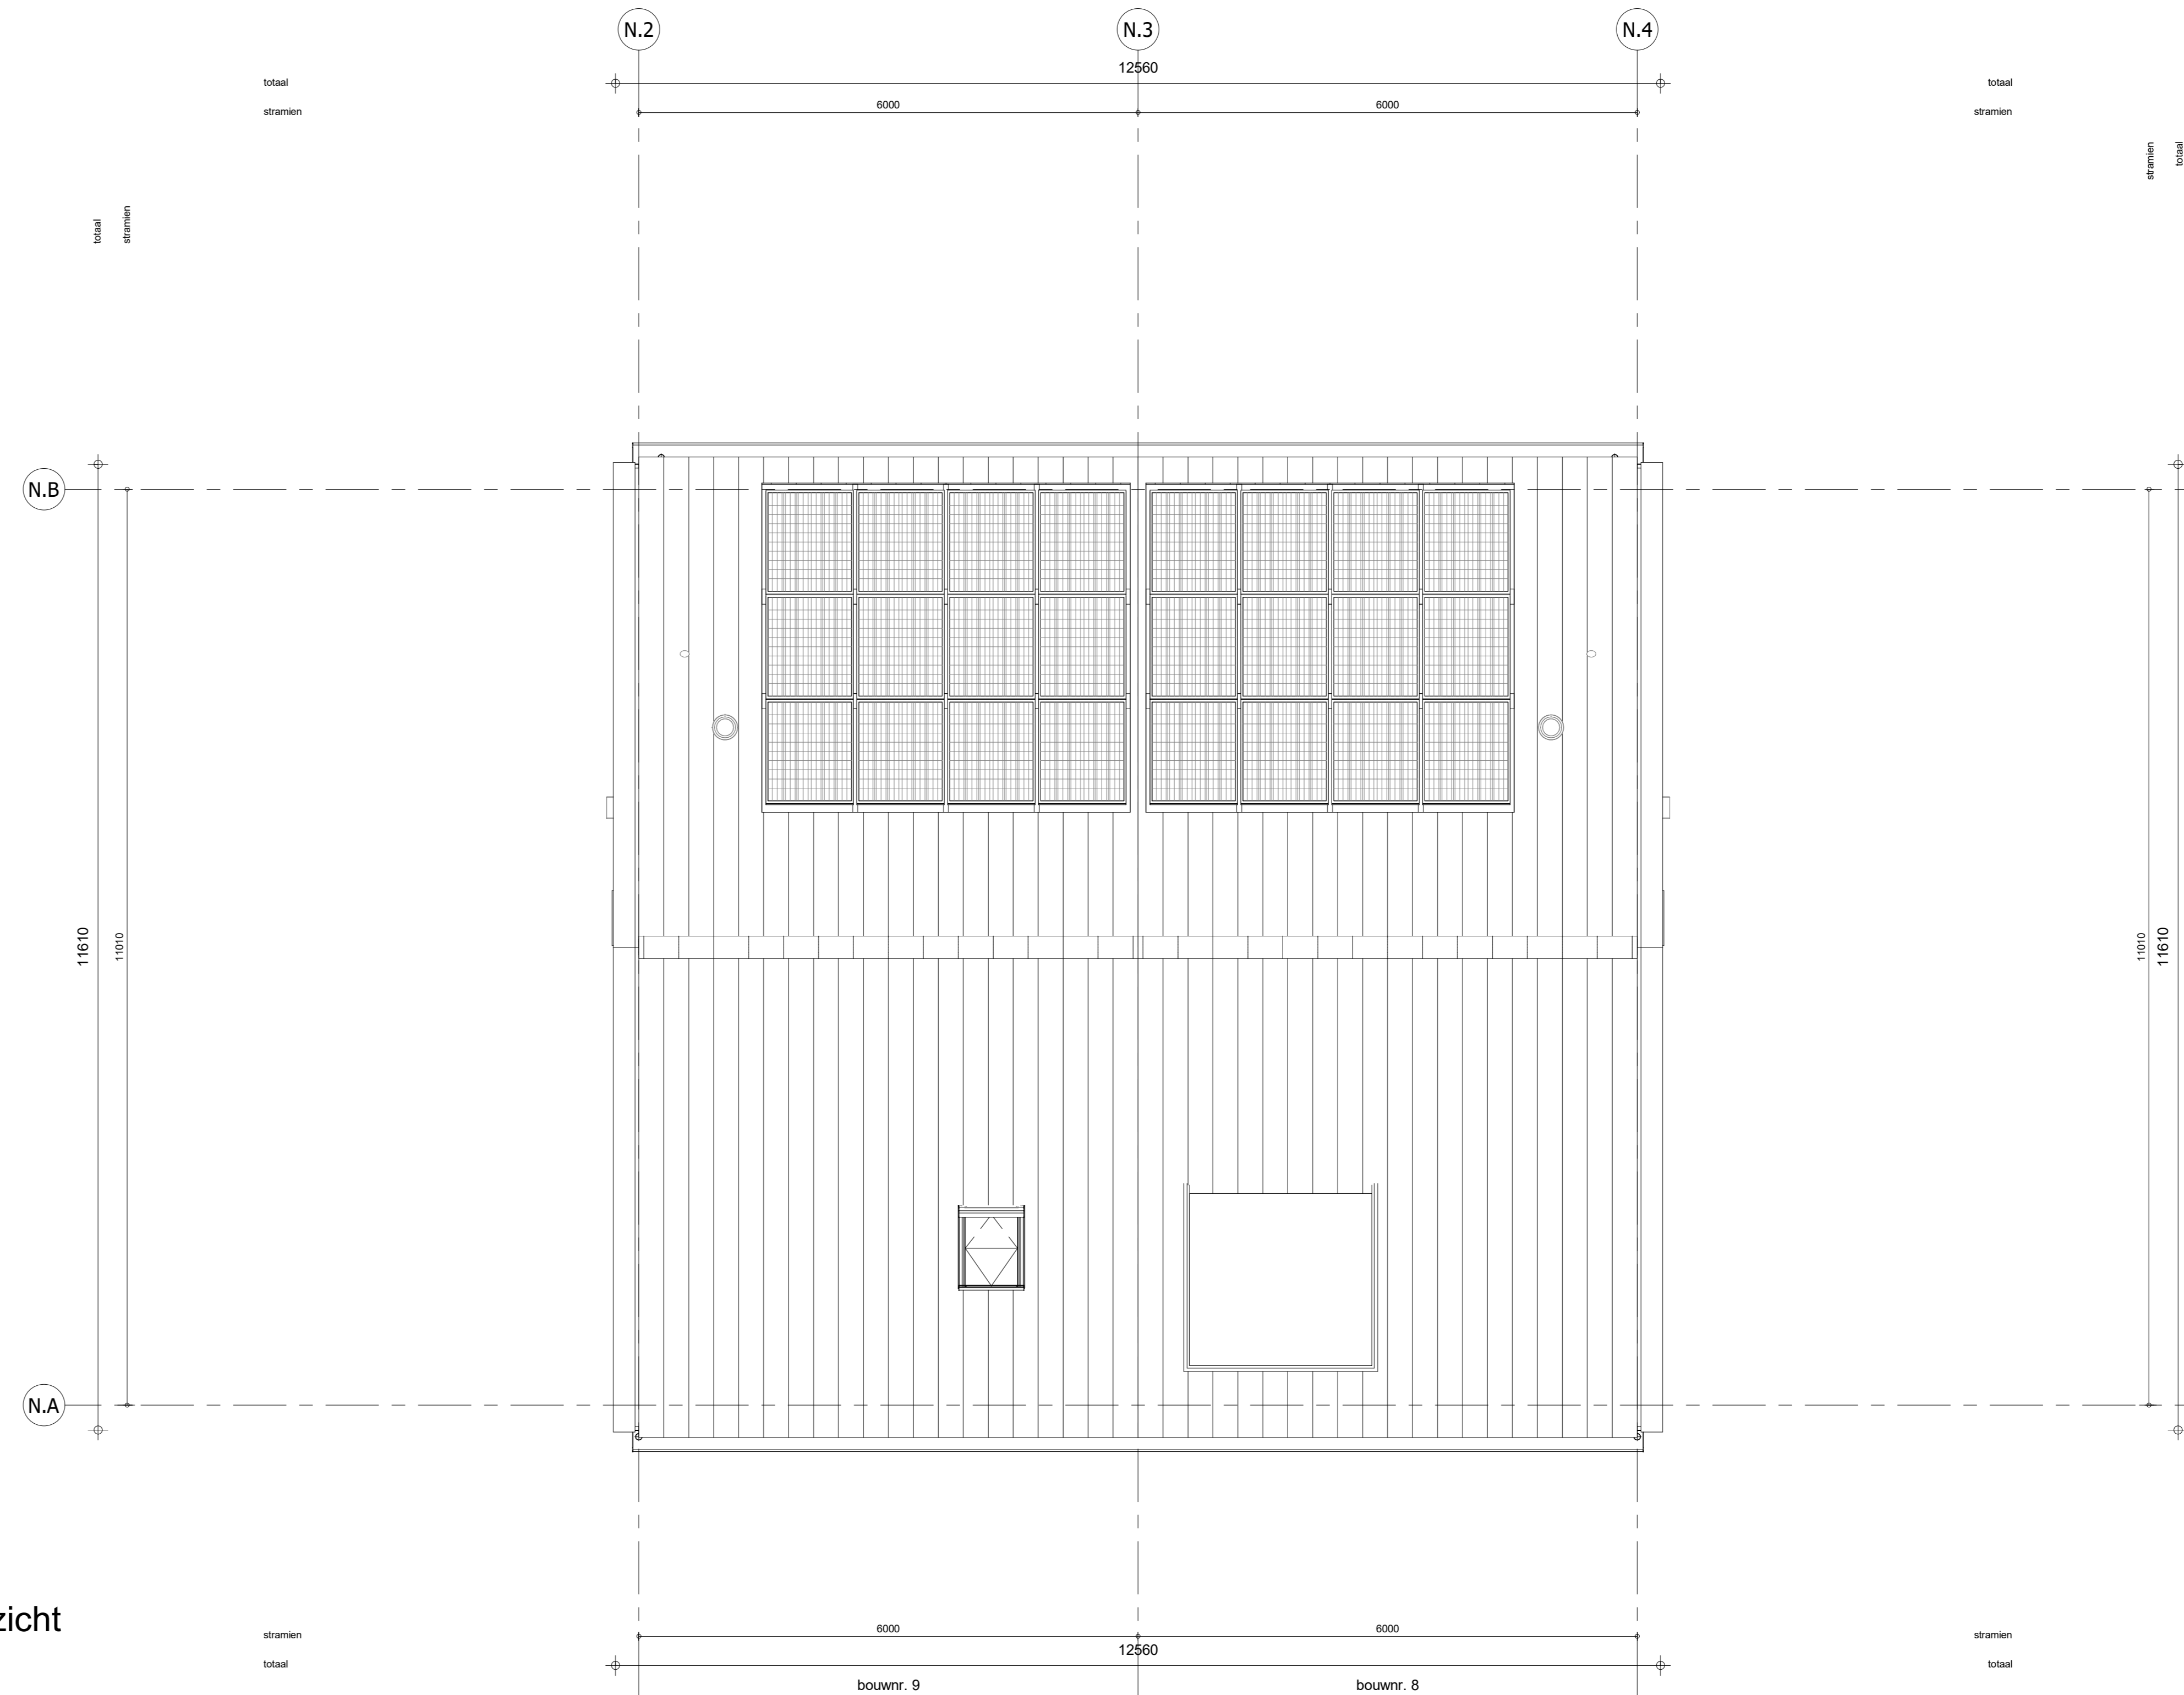 N.2 N.3 N.4
totaal 12560 totaal
stramien 6000 6000 stramien
totaal stramien
stramien totaal
N.B
11610 11010
11010 11610
N.A
zicht
stramien 6000 6000 stramien
totaal 12560 totaal
bouwnr. 9 bouwnr. 8